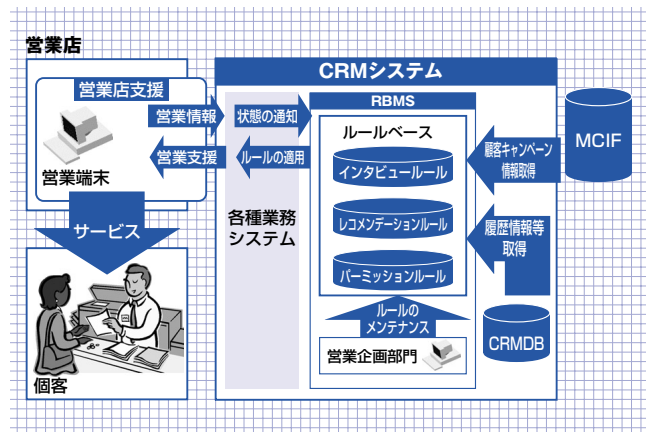 営業店
営業店支援
営業情報
営業支援
営業端末
サービス
個客
CRMシステム
状態の通知
ルールの適用
各種業務
システム
RBMS
ルールベース
インタビュールール
レコメンデーションルール
パーミッションルール
ルールの
メンテナンス
営業企画部門
顧客キャンペーン
情報取得
履歴情報等
取得
MCIF
CRMDB